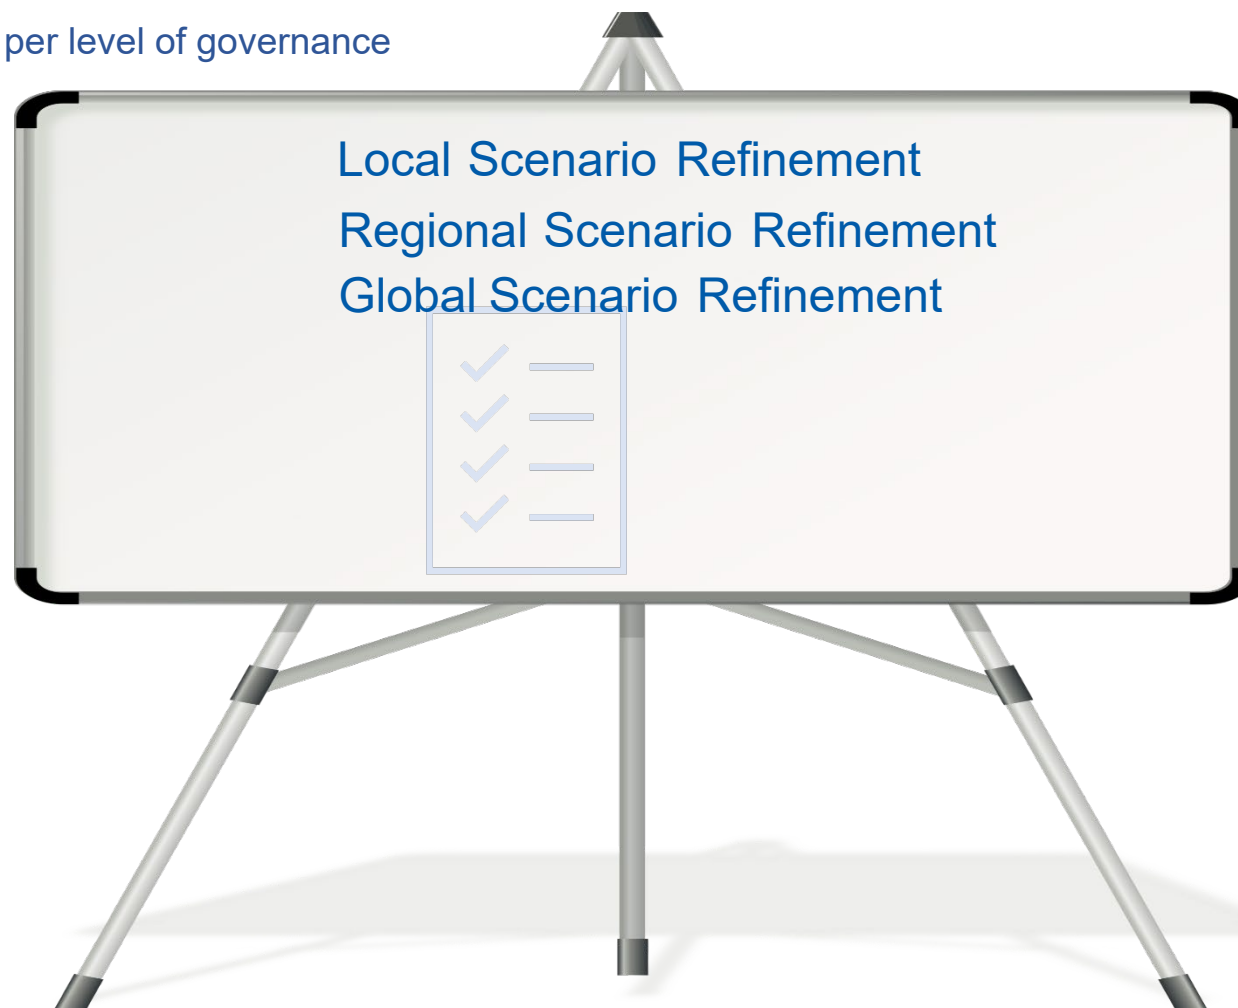 per level of governance
Local Scenario Refinement
Regional Scenario Refinement
Global Scenario Refinement